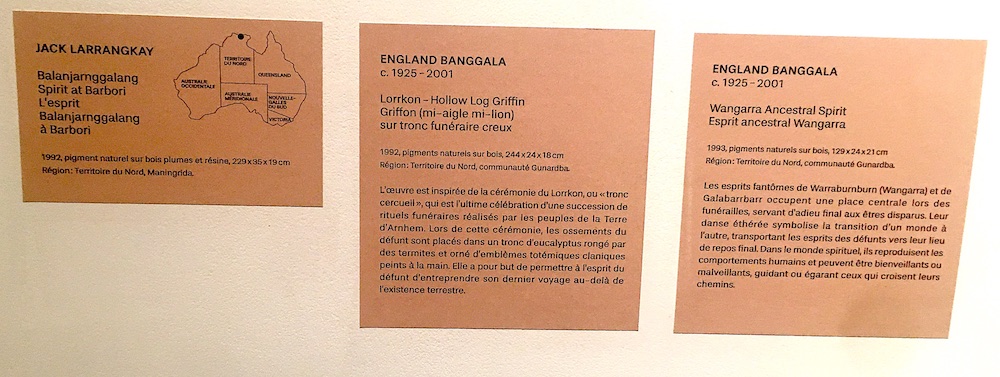 JACK LARRANGKAY
Balanjarnggalang
Spirit at Barbori
L'esprit
Balanjarnggalang
à Barbori
TERRITOIRE
DU NORD
QUEENSLAND
AUSTRALIE
OCCIDENTALE
AUSTRALIE
MÉRIDIONALE
NOUVELLE-
GALLES
DU SUD
VICTORIA
1992, pigment naturel sur bois plumes et résine, 229 x 35 x 19 cm
Région : Territoire du Nord, Maningrida.
ENGLAND BANGGALA
c. 1925 - 2001
Lorrkon – Hollow Log Griffin
Griffon (mi-aigle mi-lion)
sur tronc funéraire creux
1992, pigments naturels sur bois, 244 x 24 x 18 cm
Région : Territoire du Nord, communauté Gunardba.
L'œuvre est inspirée de la cérémonie du Lorrkon, ou « tronc
cercueil », qui est l'ultime célébration d'une succession de
rituels funéraires réalisés par les peuples de la Terre
d'Arnhem. Lors de cette cérémonie, les ossements du
défunt sont placés dans un tronc d'eucalyptus rongé par
des termites et orné d'emblèmes totémiques claniques
peints à la main. Elle a pour but de permettre à l'esprit du
défunt d'entreprendre son dernier voyage au-delà de
l'existence terrestre.
ENGLAND BANGGALA
c. 1925 - 2001
Wangarra Ancestral Spirit
Esprit ancestral Wangarra
1993, pigments naturels sur bois, 129 x 24 x 21 cm
Région : Territoire du Nord, communauté Gunardba.
Les esprits fantômes de Warraburnburn (Wangarra) et de
Galabarrbarr occupent une place centrale lors des
funérailles, servant d'adieu final aux êtres disparus. Leur
danse éthérée symbolise la transition d'un monde à
l'autre, transportant les esprits des défunts vers leur lieu
de repos final. Dans le monde spirituel, ils reproduisent les
comportements humains et peuvent être bienveillants ou
malveillants, guidant ou égarant ceux qui croisent leurs
chemins.